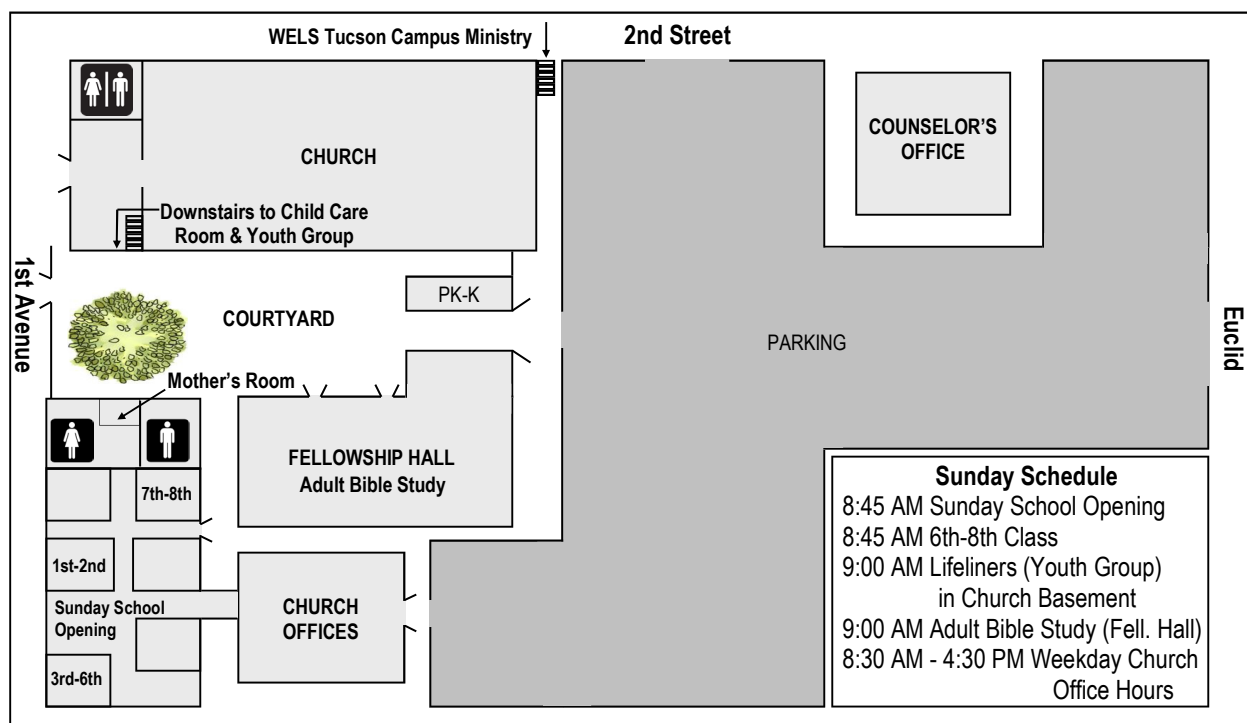 WELS Tucson Campus Ministry
2nd Street
CHURCH
COUNSELOR’S
OFFICE
Downstairs to Child Care
Room & Youth Group
1st Avenue
PK-K
COURTYARD
PARKING
Euclid
Mother’s Room
FELLOWSHIP HALL
Adult Bible Study
7th-8th
1st-2nd
Sunday School
Opening
3rd-6th
CHURCH
OFFICES
Sunday Schedule
8:45 AM Sunday School Opening
8:45 AM 6th-8th Class
9:00 AM Lifeliners (Youth Group)
in Church Basement
9:00 AM Adult Bible Study (Fell. Hall)
8:30 AM - 4:30 PM Weekday Church
Office Hours